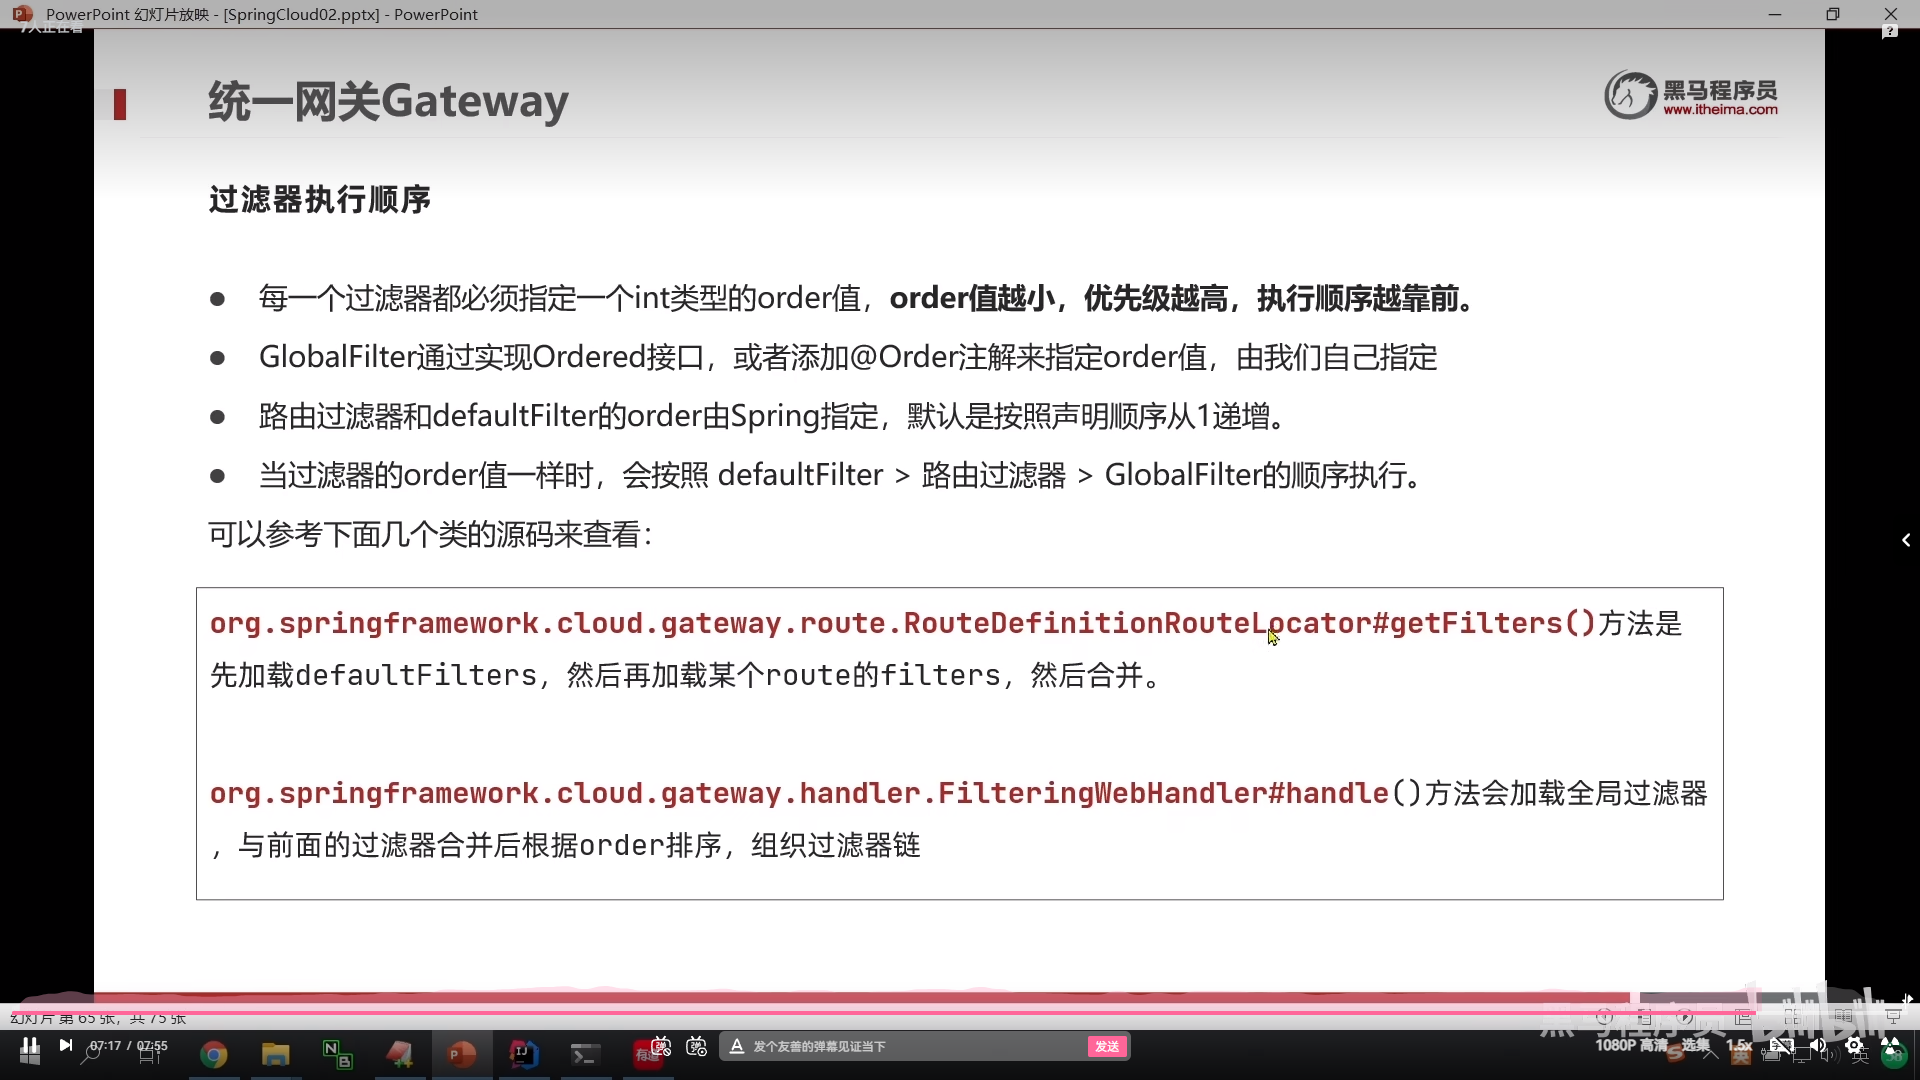 PowerPoint 幻灯片放映 - [SpringCloud02.pptx] - PowerPoint
7人正在看
统一网关Gateway
黑马程序员
www.itheima.com
过滤器执行顺序
● 每一个过滤器都必须指定一个int类型的order值，order值越小，优先级越高，执行顺序越靠前。
● GlobalFilter通过实现Ordered接口，或者添加@Order注解来指定order值，由我们自己指定
● 路由过滤器和defaultFilter的order由Spring指定，默认是按照声明顺序从1递增。
● 当过滤器的order值一样时，会按照 defaultFilter > 路由过滤器 > GlobalFilter的顺序执行。
可以参考下面几个类的源码来查看：
org.springframework.cloud.gateway.route.RouteDefinitionRouteLocator#getFilters()方法是
先加载defaultFilters，然后再加载某个route的filters，然后合并。
org.springframework.cloud.gateway.handler.FilteringWebHandler#handle()方法会加载全局过滤器
，与前面的过滤器合并后根据order排序，组织过滤器链
幻灯片 第 65 张，共 75 张
黑马程序员
bilibili
07:17 / 07:55
发个友善的弹幕见证当下
发送
1080P 高清
选集
1.5x
英
英